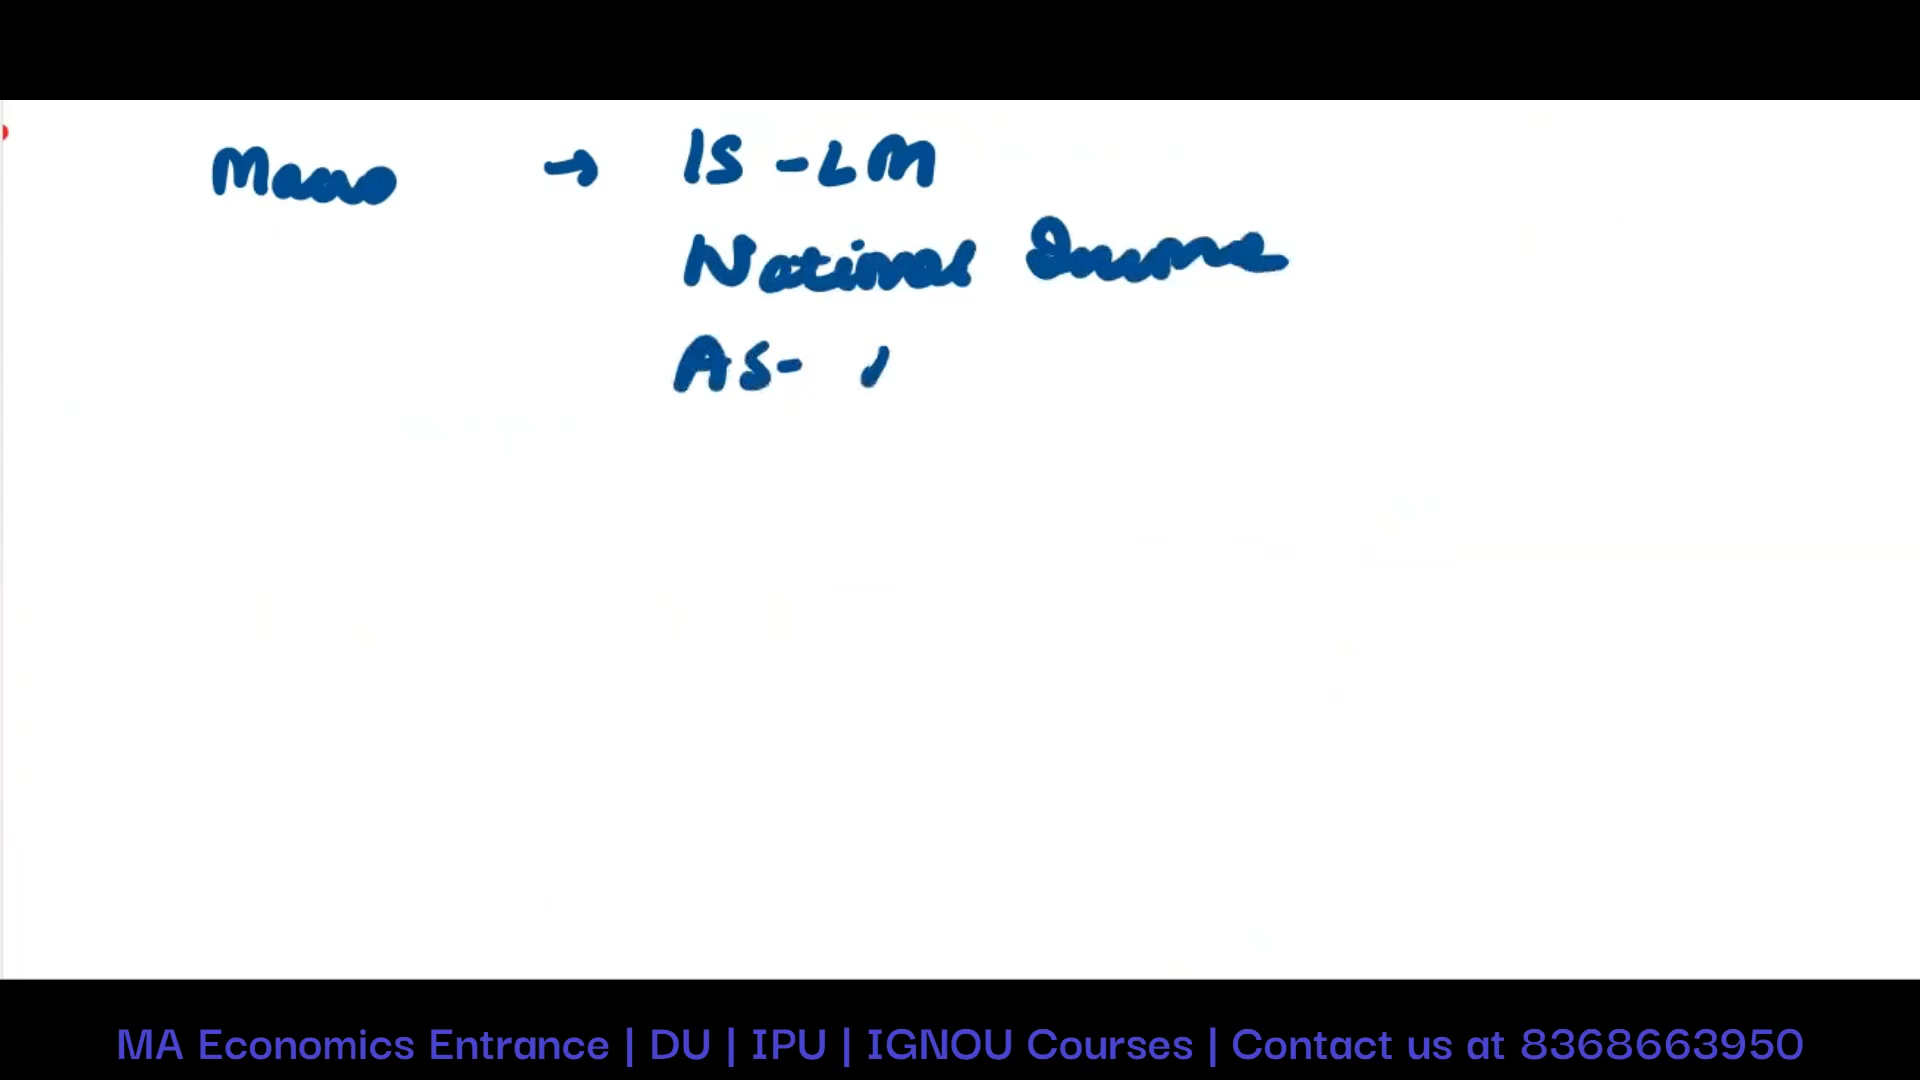 Macro → IS - LM
National Income
AS-
MA Economics Entrance | DU | IPU | IGNOU Courses | Contact us at 8368663950